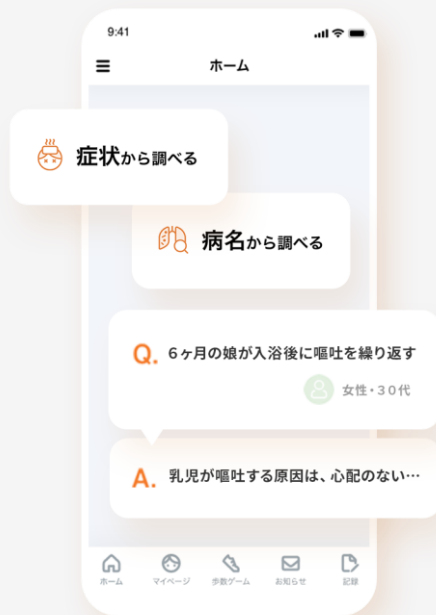 9:41
ホーム
症状から調べる
病名から調べる
Q. 6ヶ月の娘が入浴後に嘔吐を繰り返す
女性・30代
A. 乳児が嘔吐する原因は、心配のない…
ホーム
マイページ
歩数ゲーム
お知らせ
記録